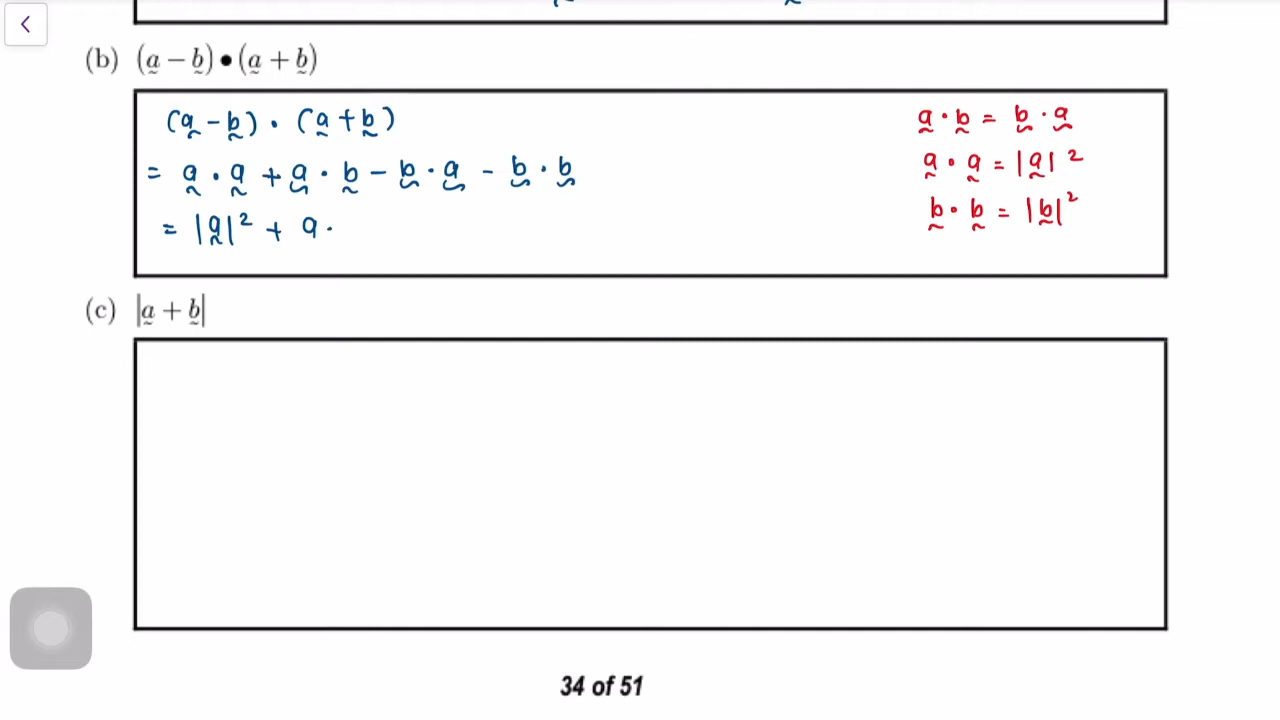 (b) (a − b) • (a + b)
(a - b) · (a + b)
= a · a + a · b - b · a - b · b
= |a|² + a ·
a · b = b · a
a · a = |a|²
b · b = |b|²
(c) |a + b|
34 of 51